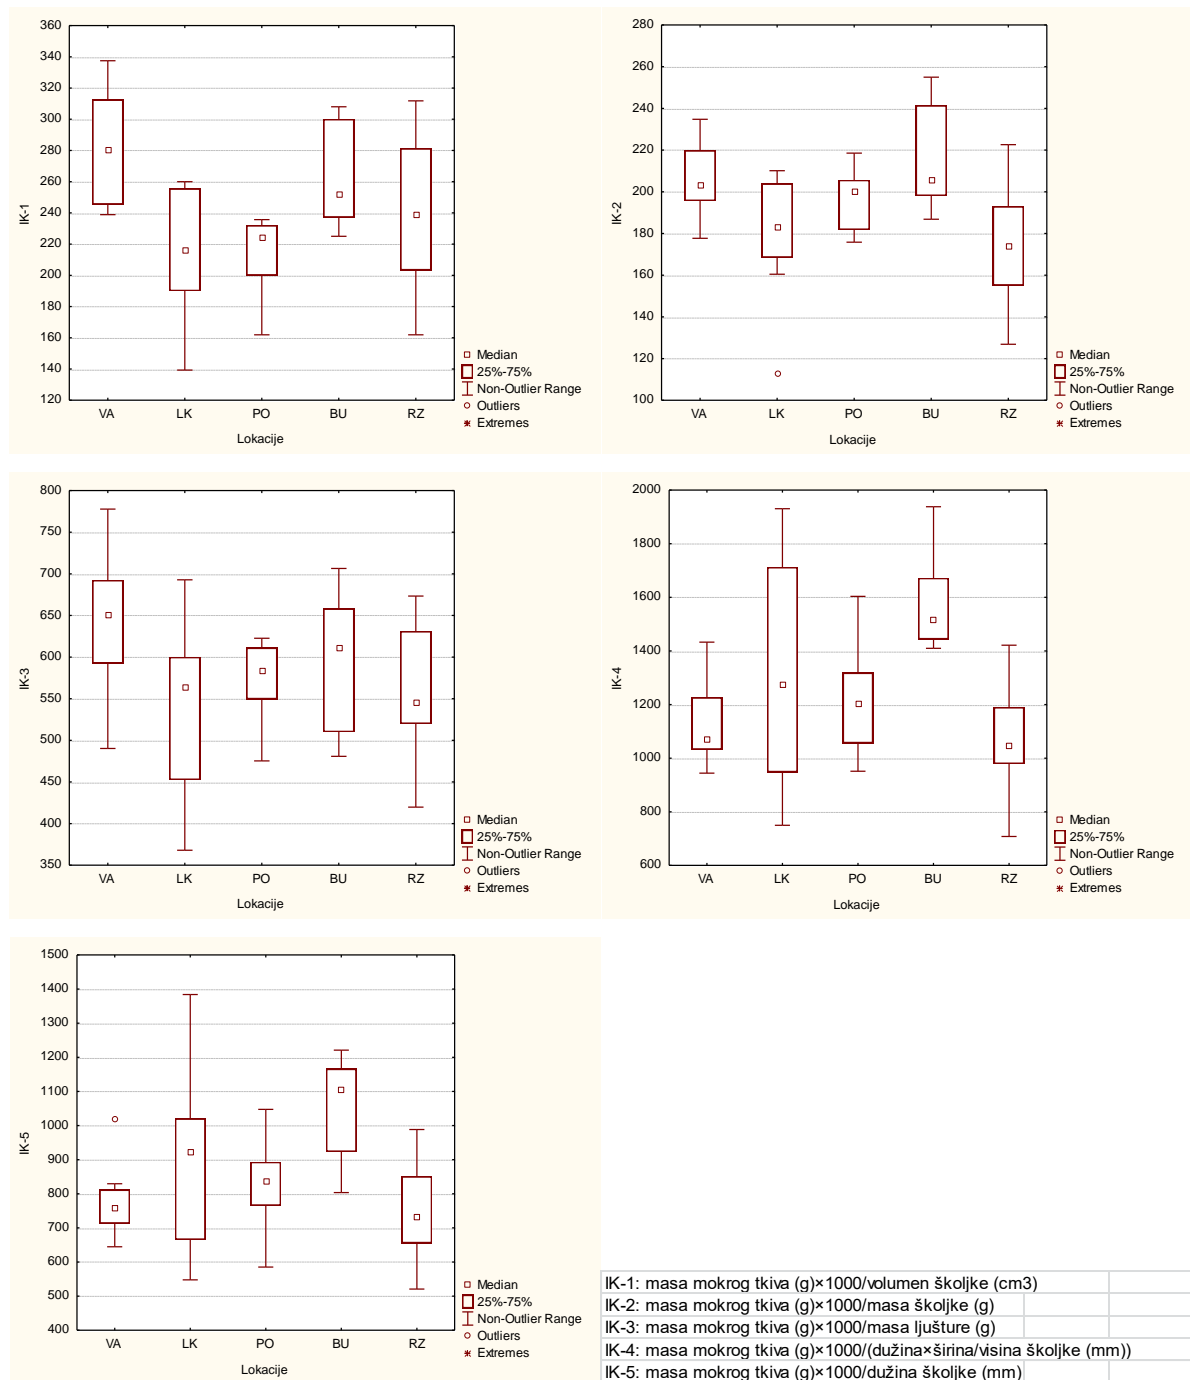 360
340
320
300
280
260
240
220
200
180
160
140
120
IK-1
VA LK PO BU RZ
Lokacije
Median
25%-75%
Non-Outlier Range
Outliers
Extremes
280
260
240
220
200
180
160
140
120
100
IK-2
VA LK PO BU RZ
Lokacije
Median
25%-75%
Non-Outlier Range
Outliers
Extremes
800
750
700
650
600
550
500
450
400
350
IK-3
VA LK PO BU RZ
Lokacije
Median
25%-75%
Non-Outlier Range
Outliers
Extremes
2000
1800
1600
1400
1200
1000
800
600
IK-4
VA LK PO BU RZ
Lokacije
Median
25%-75%
Non-Outlier Range
Outliers
Extremes
1500
1400
1300
1200
1100
1000
900
800
700
600
500
400
IK-5
VA LK PO BU RZ
Lokacije
Median
25%-75%
Non-Outlier Range
Outliers
Extremes
IK-1: masa mokrog tkiva (g)×1000/volumen školjke (cm3)
IK-2: masa mokrog tkiva (g)×1000/masa školjke (g)
IK-3: masa mokrog tkiva (g)×1000/masa ljušture (g)
IK-4: masa mokrog tkiva (g)×1000/(dužina×širina/visina školjke (mm))
IK-5: masa mokrog tkiva (g)×1000/dužina školjke (mm)